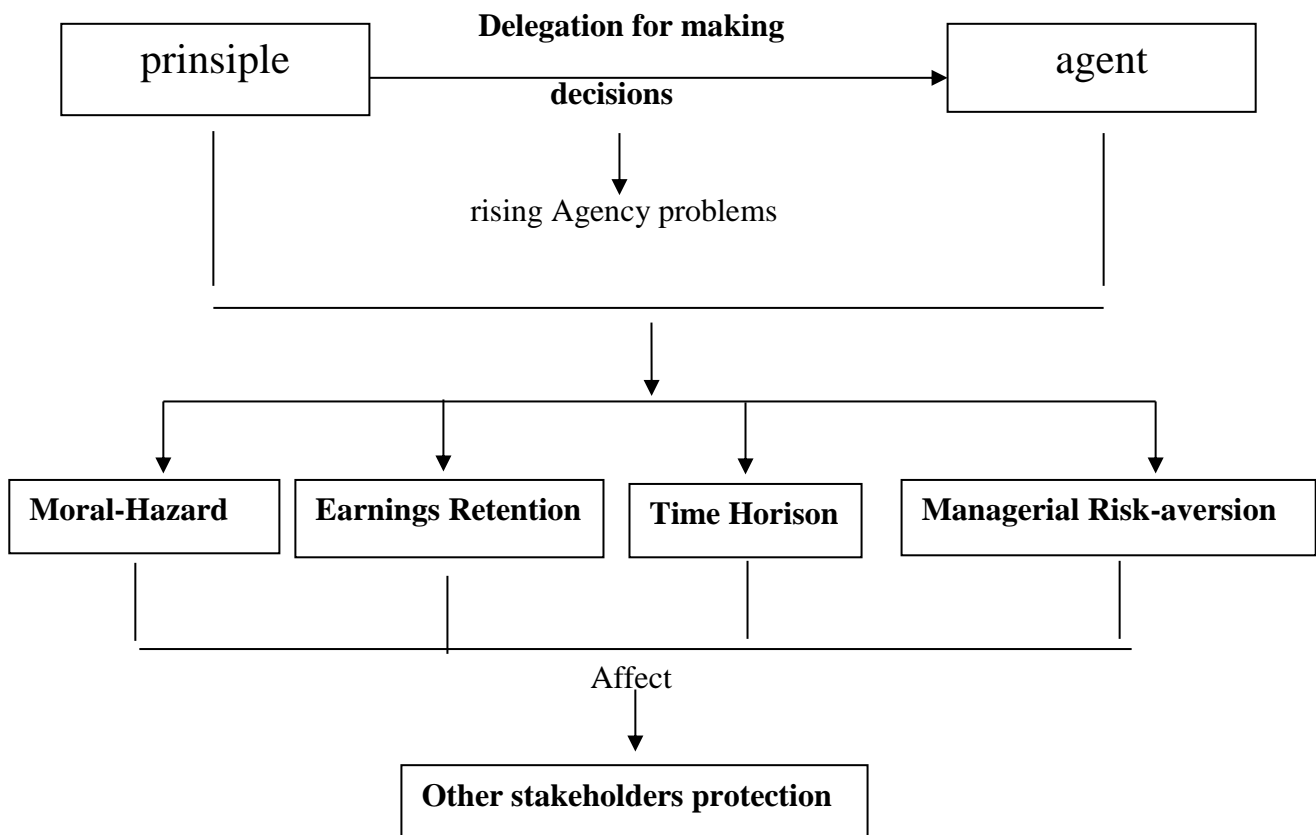 prinsiple
Delegation for making
decisions
agent
rising Agency problems
Moral-Hazard
Earnings Retention
Time Horison
Managerial Risk-aversion
Affect
Other stakeholders protection